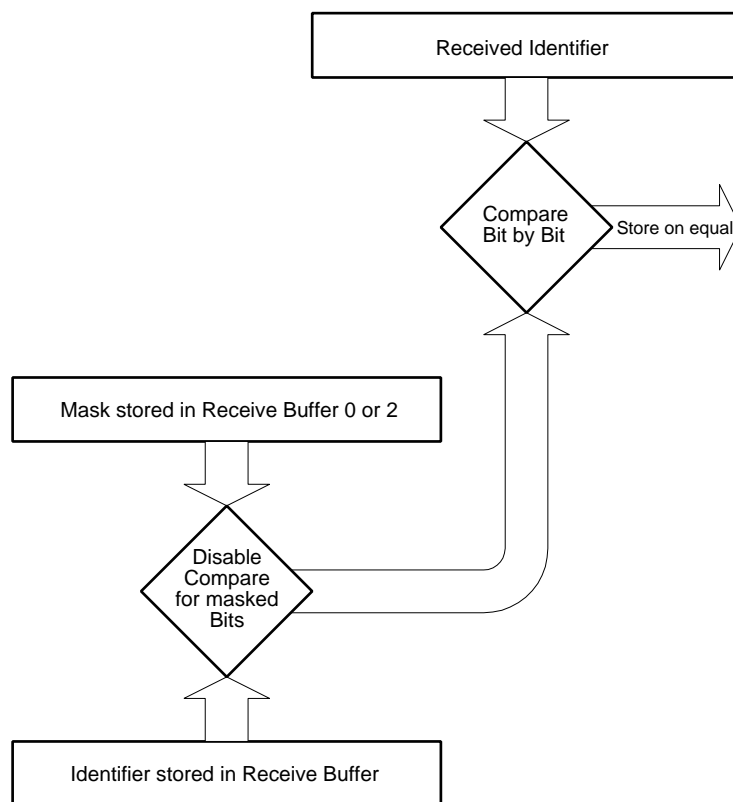 Received Identifier
Compare
Bit by Bit
Store on equal
Mask stored in Receive Buffer 0 or 2
Disable
Compare
for masked
Bits
Identifier stored in Receive Buffer